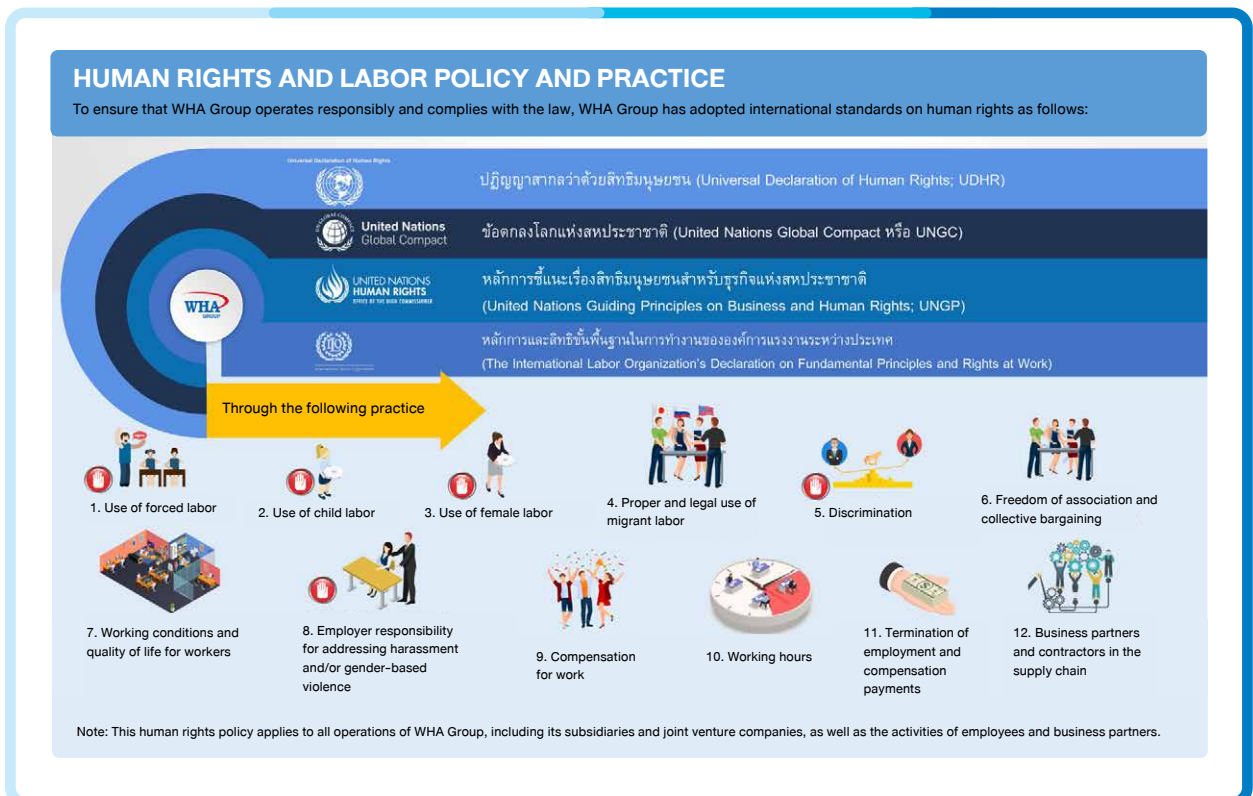 HUMAN RIGHTS AND LABOR POLICY AND PRACTICE
To ensure that WHA Group operates responsibly and complies with the law, WHA Group has adopted international standards on human rights as follows:
Universal Declaration of Human Rights
ปฏิญญาสากลว่าด้วยสิทธิมนุษยชน (Universal Declaration of Human Rights; UDHR)
United Nations
Global Compact
ข้อตกลงโลกแห่งสหประชาชาติ (United Nations Global Compact หรือ UNGC)
UNITED NATIONS
HUMAN RIGHTS
OFFICE OF THE HIGH COMMISSIONER
หลักการชี้แนะเรื่องสิทธิมนุษยชนสำหรับธุรกิจแห่งสหประชาชาติ
(United Nations Guiding Principles on Business and Human Rights; UNGP)
WHA
GROUP
หลักการและสิทธิขั้นพื้นฐานในการทำงานขององค์การแรงงานระหว่างประเทศ
(The International Labor Organization's Declaration on Fundamental Principles and Rights at Work)
Through the following practice
1. Use of forced labor
2. Use of child labor
3. Use of female labor
4. Proper and legal use of
migrant labor
5. Discrimination
6. Freedom of association and
collective bargaining
7. Working conditions and
quality of life for workers
8. Employer responsibility
for addressing harassment
and/or gender-based
violence
9. Compensation
for work
10. Working hours
11. Termination of
employment and
compensation
payments
12. Business partners
and contractors in the
supply chain
Note: This human rights policy applies to all operations of WHA Group, including its subsidiaries and joint venture companies, as well as the activities of employees and business partners.